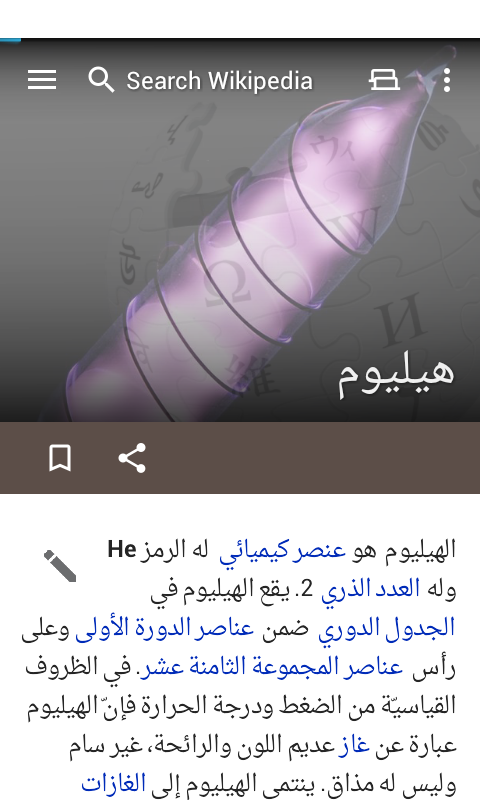 Search Wikipedia
هيليوم
الهيليوم هو عنصر كيميائي له الرمز He
وله العدد الذري 2. يقع الهيليوم في
الجدول الدوري ضمن عناصر الدورة الأولى وعلى
رأس عناصر المجموعة الثامنة عشر. في الظروف
القياسيّة من الضغط ودرجة الحرارة فإنّ الهيليوم
عبارة عن غاز عديم اللون والرائحة، غير سام
وليس له مذاق. ينتمى الهيليوم إلى الغازات